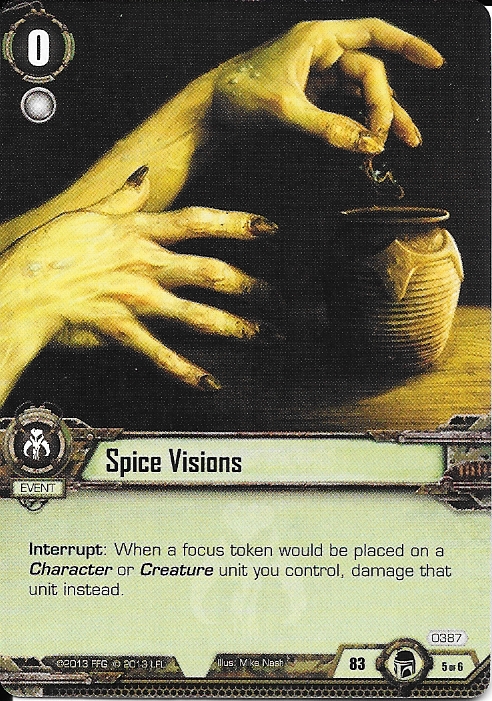 0
Spice Visions
EVENT
Interrupt: When a focus token would be placed on a
Character or Creature unit you control, damage that
unit instead.
0387
©2013 FFG © 2013 LFL
Illus. Mike Nash
83
5 OF 6